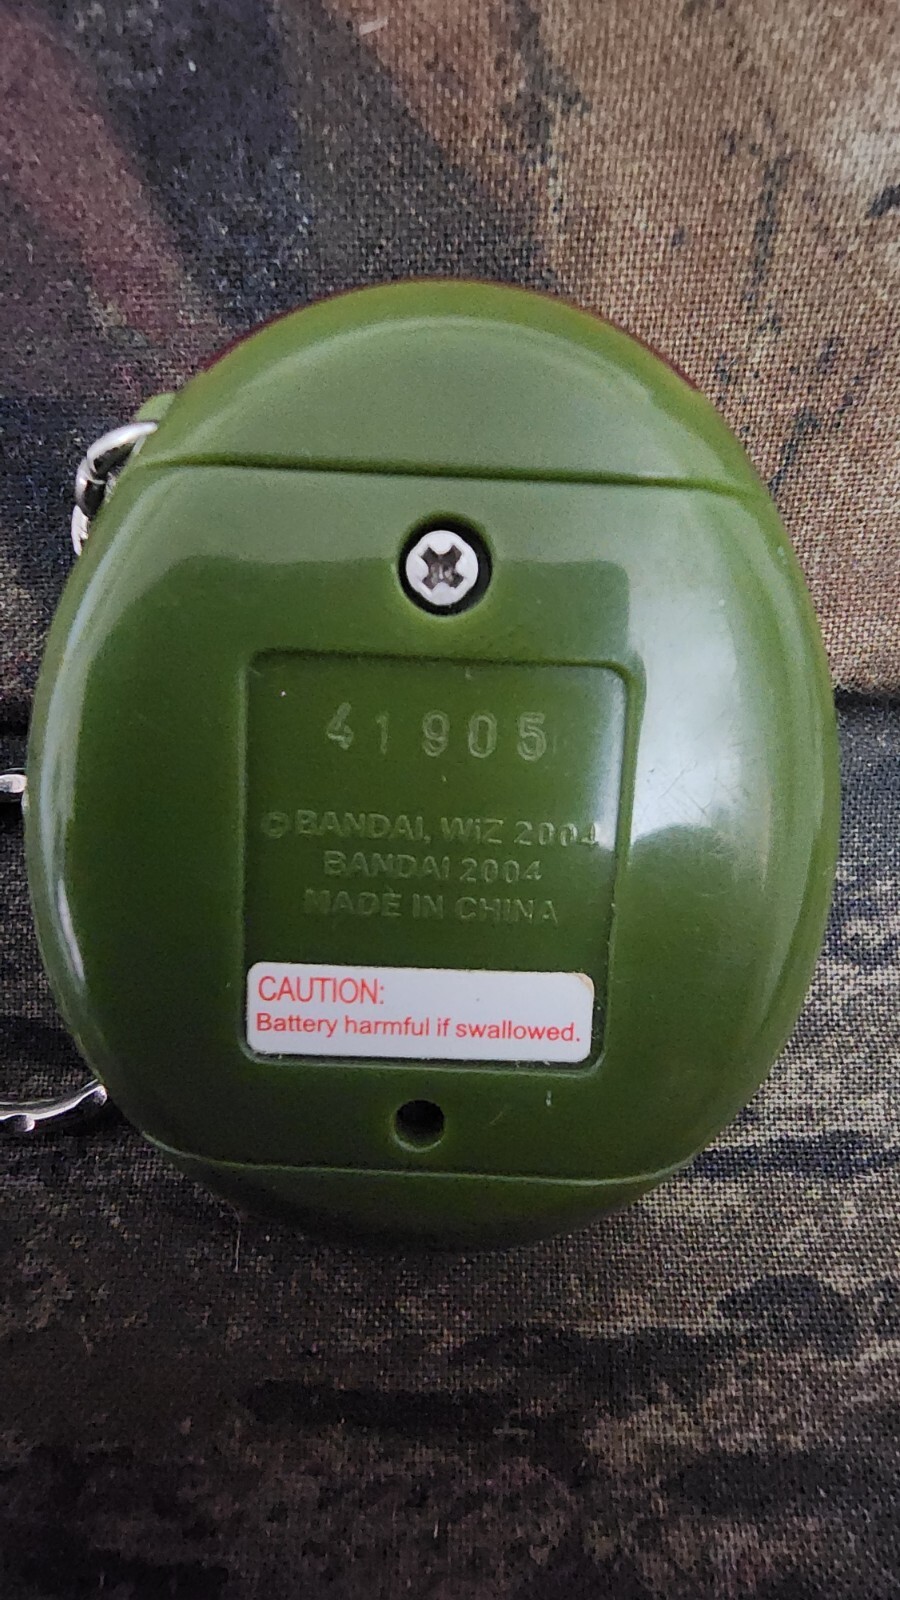 41905
©BANDAI, WiZ 2004
BANDAI 2004
MADE IN CHINA
CAUTION:
Battery harmful if swallowed.